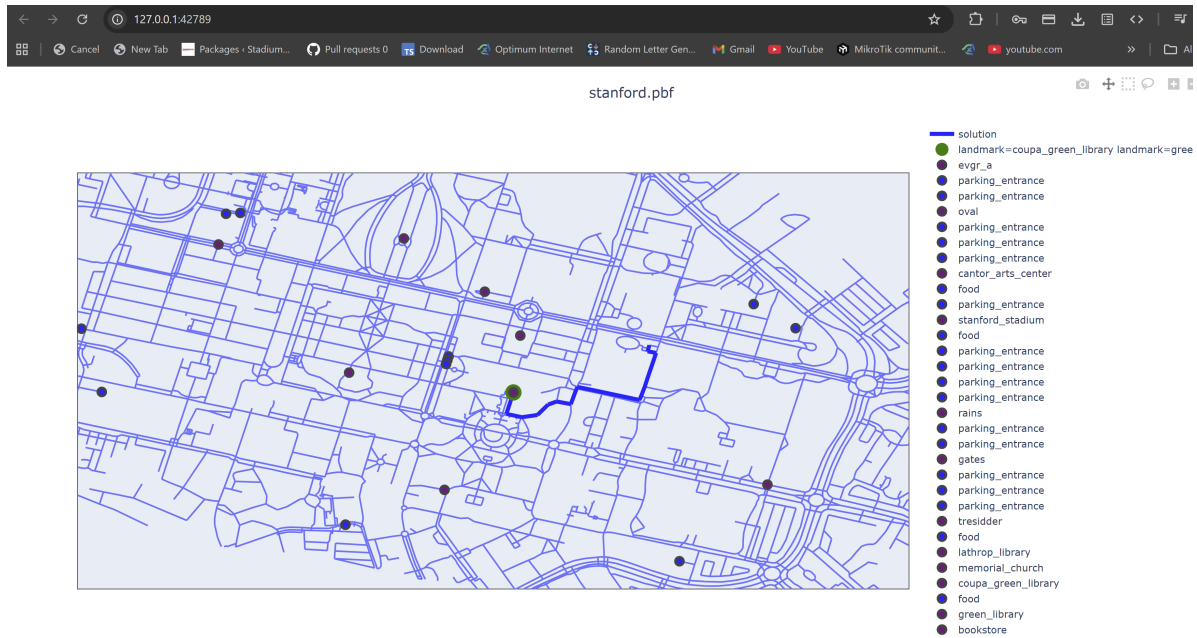 127.0.0.1:42789
Cancel
New Tab
Packages ‹ Stadium...
Pull requests 0
TS Download
Optimum Internet
Random Letter Gen...
Gmail
YouTube
MikroTik communit...
youtube.com
»
Al
stanford.pbf
solution
landmark=coupa_green_library landmark=gree
evgr_a
parking_entrance
parking_entrance
oval
parking_entrance
parking_entrance
parking_entrance
cantor_arts_center
food
parking_entrance
stanford_stadium
food
parking_entrance
parking_entrance
parking_entrance
parking_entrance
rains
parking_entrance
parking_entrance
gates
parking_entrance
parking_entrance
parking_entrance
tresidder
food
lathrop_library
memorial_church
coupa_green_library
food
green_library
bookstore